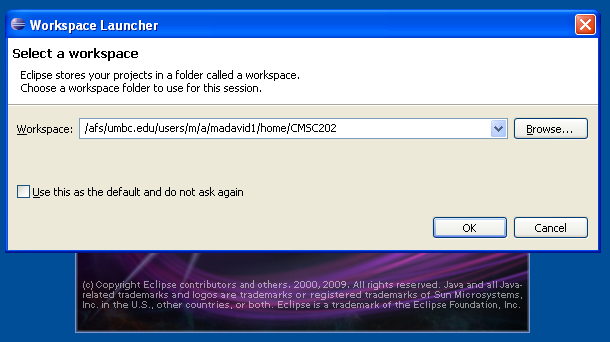 Workspace Launcher
Select a workspace
Eclipse stores your projects in a folder called a workspace.
Choose a workspace folder to use for this session.
Workspace: /afs/umbc.edu/users/m/a/madavid1/home/CMSC202 Browse...
Use this as the default and do not ask again
OK Cancel
(c) Copyright Eclipse contributors and others. 2000, 2009. All rights reserved. Java and all Java-
related trademarks and logos are trademarks or registered trademarks of Sun Microsystems,
Inc. in the U.S., other countries, or both. Eclipse is a trademark of the Eclipse Foundation, Inc.